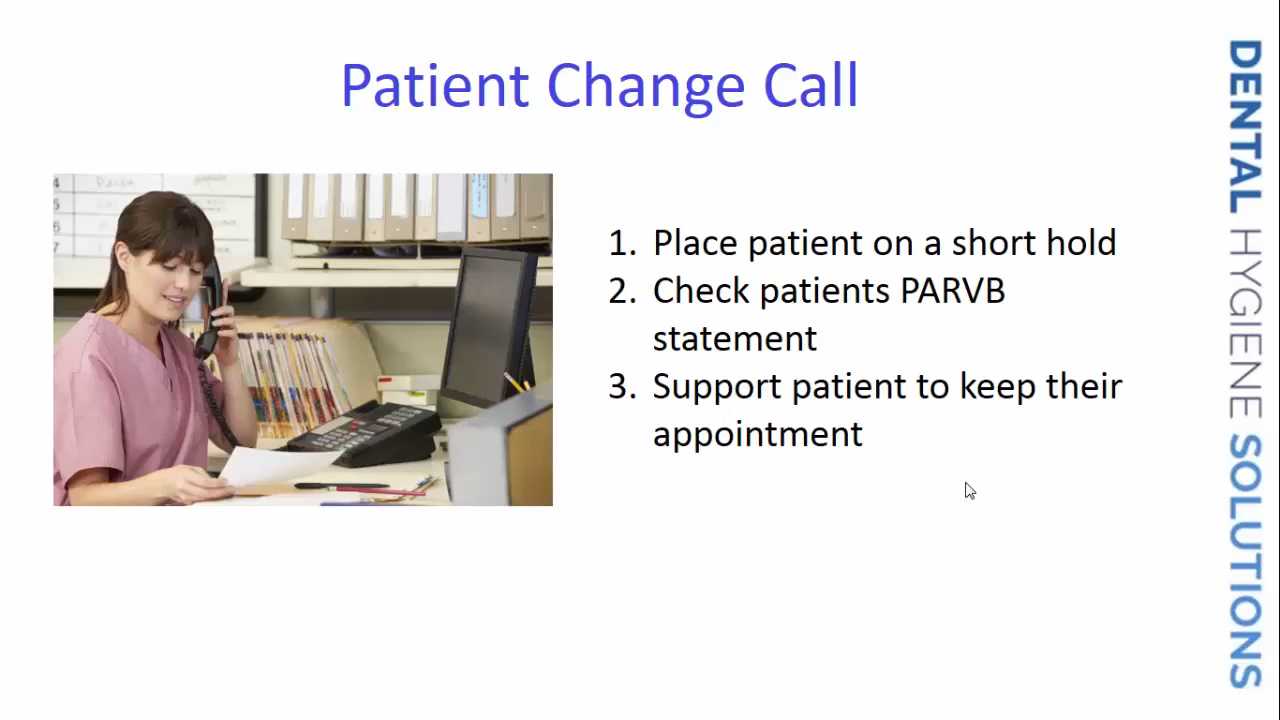 Patient Change Call
1. Place patient on a short hold
2. Check patients PARVB
statement
3. Support patient to keep their
appointment
DENTAL HYGIENE SOLUTIONS